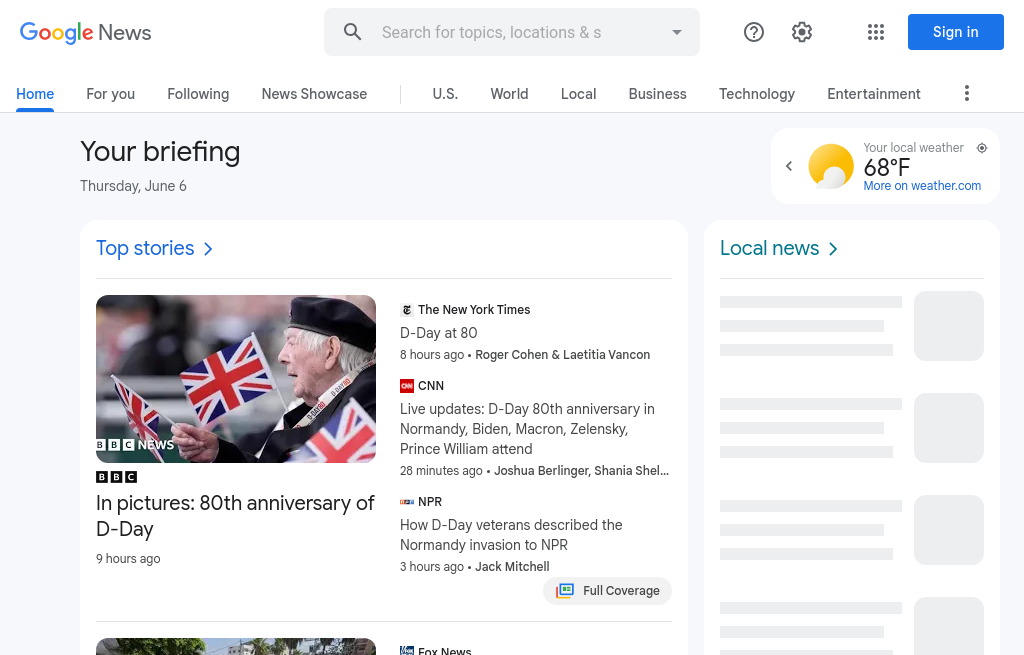 Google News
Search for topics, locations & s
Sign in
Home
For you
Following
News Showcase
U.S.
World
Local
Business
Technology
Entertainment
Your briefing
Thursday, June 6
Your local weather
68°F
More on weather.com
Top stories
BBC NEWS
BBC
In pictures: 80th anniversary of
D-Day
9 hours ago
The New York Times
D-Day at 80
8 hours ago • Roger Cohen & Laetitia Vancon
CNN
Live updates: D-Day 80th anniversary in
Normandy, Biden, Macron, Zelensky,
Prince William attend
28 minutes ago • Joshua Berlinger, Shania Shel...
NPR
How D-Day veterans described the
Normandy invasion to NPR
3 hours ago • Jack Mitchell
Full Coverage
Fox News
Local news